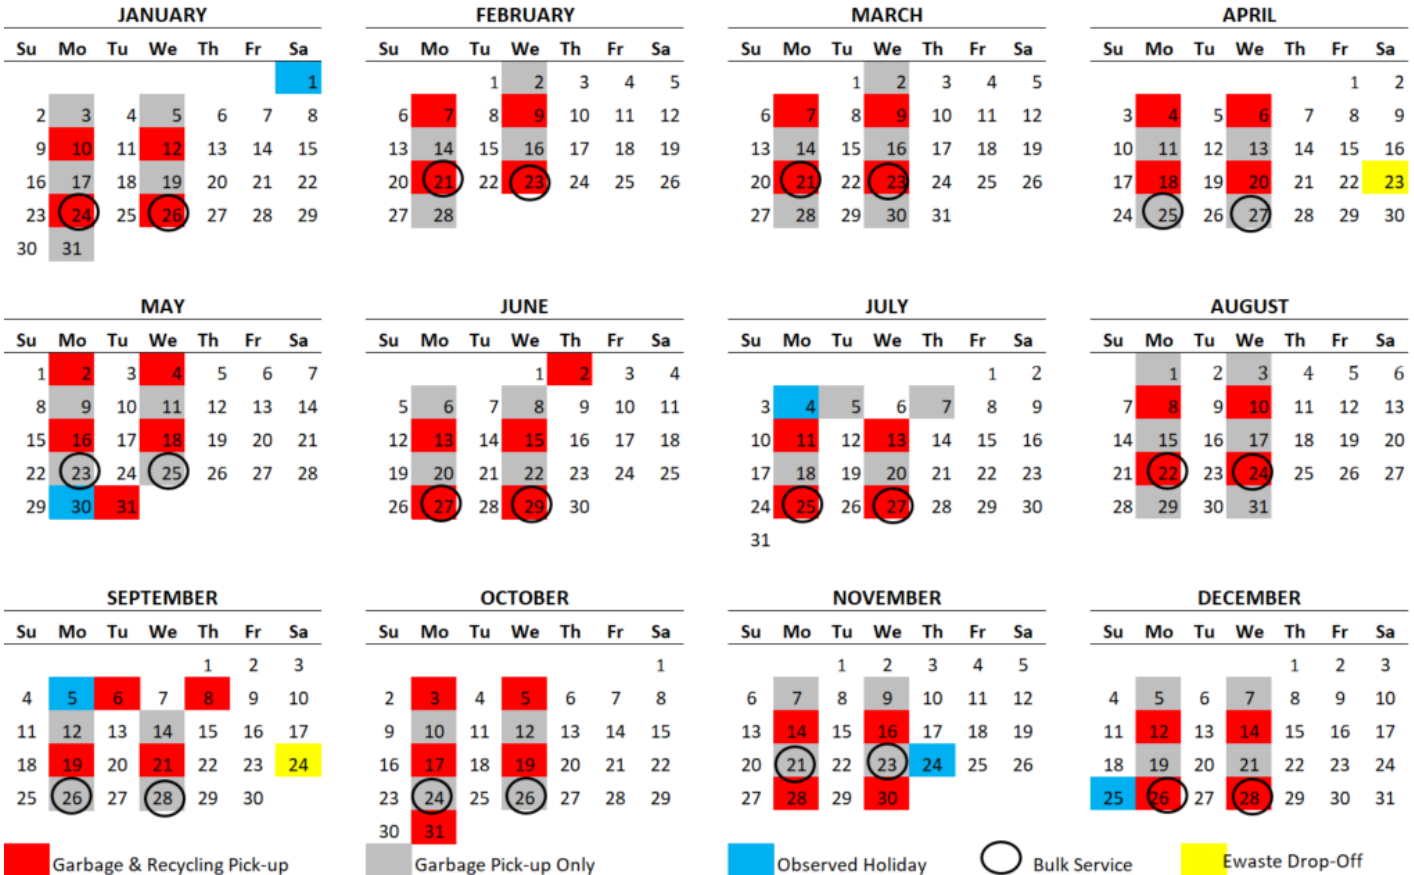 JANUARY FEBRUARY MARCH APRIL
Su Mo Tu We Th Fr Sa Su Mo Tu We Th Fr Sa Su Mo Tu We Th Fr Sa Su Mo Tu We Th Fr Sa
1 1 2 3 4 5 1 2 3 4 5 1 2
2 3 4 5 6 7 8 6 7 8 9 10 11 12 6 7 8 9 10 11 12 3 4 5 6 7 8 9
9 10 11 12 13 14 15 13 14 15 16 17 18 19 13 14 15 16 17 18 19 10 11 12 13 14 15 16
16 17 18 19 20 21 22 20 21 22 23 24 25 26 20 21 22 23 24 25 26 17 18 19 20 21 22 23
23 24 25 26 27 28 29 27 28 27 28 29 30 31 24 25 26 27 28 29 30
30 31
MAY JUNE JULY AUGUST
Su Mo Tu We Th Fr Sa Su Mo Tu We Th Fr Sa Su Mo Tu We Th Fr Sa Su Mo Tu We Th Fr Sa
1 2 3 4 5 6 7 1 2 3 4 1 2 1 2 3 4 5 6
8 9 10 11 12 13 14 5 6 7 8 9 10 11 3 4 5 6 7 8 9 7 8 9 10 11 12 13
15 16 17 18 19 20 21 12 13 14 15 16 17 18 10 11 12 13 14 15 16 14 15 16 17 18 19 20
22 23 24 25 26 27 28 19 20 21 22 23 24 25 17 18 19 20 21 22 23 21 22 23 24 25 26 27
29 30 31 26 27 28 29 30 24 25 26 27 28 29 30 28 29 30 31
31
SEPTEMBER OCTOBER NOVEMBER DECEMBER
Su Mo Tu We Th Fr Sa Su Mo Tu We Th Fr Sa Su Mo Tu We Th Fr Sa Su Mo Tu We Th Fr Sa
1 2 3 1 1 2 3 4 5 1 2 3
4 5 6 7 8 9 10 2 3 4 5 6 7 8 6 7 8 9 10 11 12 4 5 6 7 8 9 10
11 12 13 14 15 16 17 9 10 11 12 13 14 15 13 14 15 16 17 18 19 11 12 13 14 15 16 17
18 19 20 21 22 23 24 16 17 18 19 20 21 22 20 21 22 23 24 25 26 18 19 20 21 22 23 24
25 26 27 28 29 30 23 24 25 26 27 28 29 27 28 29 30 25 26 27 28 29 30 31
30 31
Garbage & Recycling Pick-up Garbage Pick-up Only Observed Holiday Bulk Service Ewaste Drop-Off